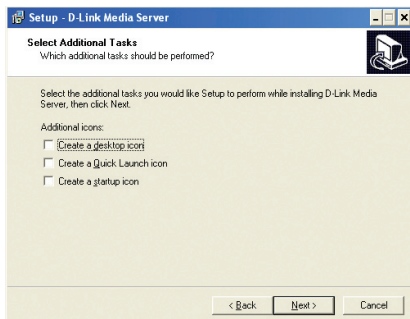 Setup - D-Link Media Server
Select Additional Tasks
Which additional tasks should be performed?
Select the additional tasks you would like Setup to perform while installing D-Link Media
Server, then click Next.
Additional icons:
Create a desktop icon
Create a Quick Launch icon
Create a startup icon
< Back
Next >
Cancel